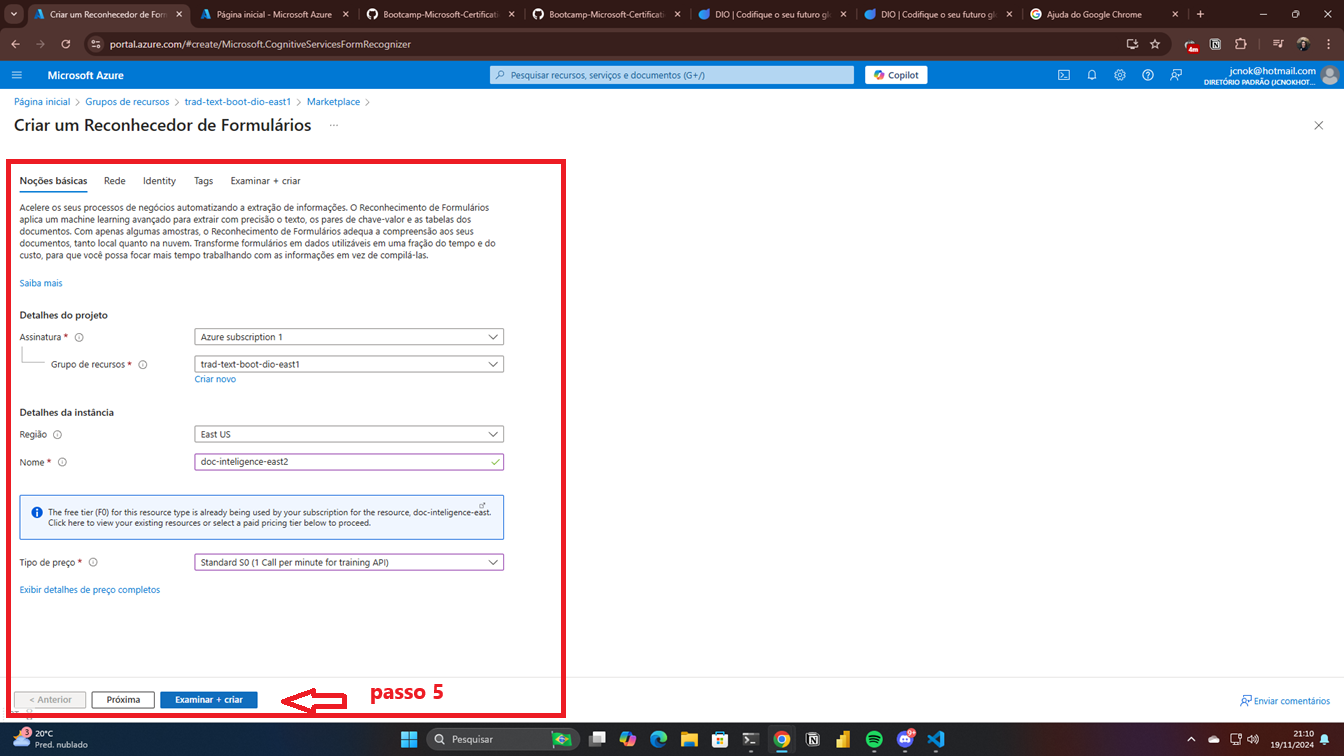 Criar um Reconhecedor de Form
Página inicial - Microsoft Azure
Bootcamp-Microsoft-Certificati
Bootcamp-Microsoft-Certificati
DIO | Codifique o seu futuro gl
DIO | Codifique o seu futuro gl
Ajuda do Google Chrome
portal.azure.com/#create/Microsoft.CognitiveServicesFormRecognizer
4m
Microsoft Azure
Pesquisar recursos, serviços e documentos (G+/)
Copilot
jcnok@hotmail.com
DIRETÓRIO PADRÃO (JCNOKHOT...
Página inicial > Grupos de recursos > trad-text-boot-dio-east1 > Marketplace >
Criar um Reconhecedor de Formulários ...
Noções básicas Rede Identity Tags Examinar + criar
Acelere os seus processos de negócios automatizando a extração de informações. O Reconhecimento de Formulários
aplica um machine learning avançado para extrair com precisão o texto, os pares de chave-valor e as tabelas dos
documentos. Com apenas algumas amostras, o Reconhecimento de Formulários adequa a compreensão aos seus
documentos, tanto local quanto na nuvem. Transforme formulários em dados utilizáveis em uma fração do tempo e do
custo, para que você possa focar mais tempo trabalhando com as informações em vez de compilá-las.
Saiba mais
Detalhes do projeto
Assinatura * Azure subscription 1
Grupo de recursos * trad-text-boot-dio-east1
Criar novo
Detalhes da instância
Região East US
Nome * doc-inteligence-east2
The free tier (F0) for this resource type is already being used by your subscription for the resource, doc-inteligence-east.
Click here to view your existing resources or select a paid pricing tier below to proceed.
Tipo de preço * Standard S0 (1 Call per minute for training API)
Exibir detalhes de preço completos
< Anterior Próxima Examinar + criar
passo 5
Enviar comentários
3
20°C
Pred. nublado
Pesquisar
21:10
19/11/2024